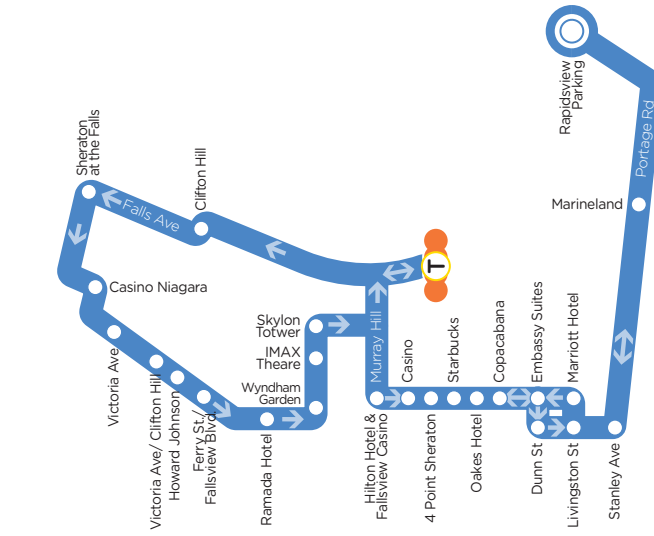 Rapidsview
Parking
Portage Rd
Marineland
Sheraton
at the Falls
Clifton Hill
Falls Ave
T
Casino Niagara
Skylon
Totwer
IMAX
Theare
Wyndham
Garden
Murray Hill
Casino
Starbucks
Copacabana
Embassy Suites
Marriott Hotel
Victoria Ave
Victoria Ave/ Clifton Hill
Howard Johnson
Ferry St./
Fallsview Blvd
Ramada Hotel
Hilton Hotel &
Fallsview Casino
4 Point Sheraton
Oakes Hotel
Dunn St
Livingston St
Stanley Ave